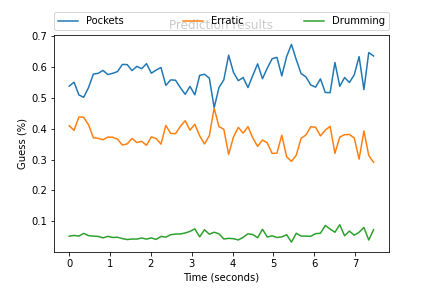 Prediction results
Pockets Erratic Drumming
0.7
0.6
0.5
0.4
0.3
0.2
0.1
Guess (%)
0 1 2 3 4 5 6 7
Time (seconds)